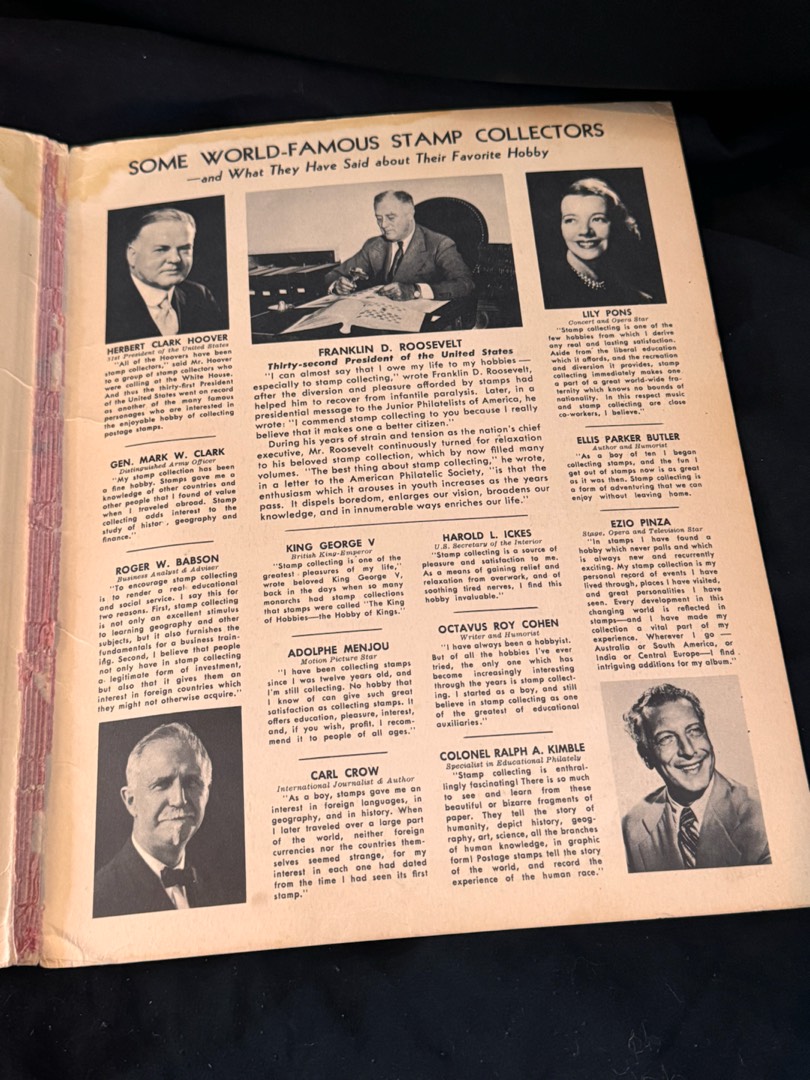 SOME WORLD-FAMOUS STAMP COLLECTORS
—and What They Have Said about Their Favorite Hobby
HERBERT CLARK HOOVER
31st President of the United States
"All of the Hoovers have been
stamp collectors," said Mr. Hoover
to a group of stamp collectors who
were calling at the White House.
And thus the thirty-first President
of the United States went on record
as another of the many famous
personages who are interested in
the enjoyable hobby of collecting
postage stamps.
GEN. MARK W. CLARK
Distinguished Army Officer
"My stamp collection has been
a fine hobby. Stamps gave me a
knowledge of other countries and
other people that I found of value
when I traveled abroad. Stamp
collecting adds interest to the
study of histor , geography and
finance."
ROGER W. BABSON
Business Analyst & Adviser
"To encourage stamp collecting
is to render a real educational
and social service. I say this for
two reasons. First, stamp collecting
is not only an excellent stimulus
to learning geography and other
subjects, but it also furnishes the
fundamentals for a business train-
ing. Second, I believe that people
not only have in stamp collecting
a legitimate form of investment,
but also that it gives them an
interest in foreign countries which
they might not otherwise acquire."
FRANKLIN D. ROOSEVELT
Thirty-second President of the United States
"I can almost say that I owe my life to my hobbies—
especially to stamp collecting," wrote Franklin D. Roosevelt,
after the diversion and pleasure afforded by stamps had
helped him to recover from infantile paralysis. Later, in a
presidential message to the Junior Philatelists of America, he
wrote: "I commend stamp collecting to you because I really
believe that it makes one a better citizen."
During his years of strain and tension as the nation's chief
executive, Mr. Roosevelt continuously turned for relaxation
to his beloved stamp collection, which by now filled many
volumes. "The best thing about stamp collecting," he wrote,
in a letter to the American Philatelic Society, "is that the
enthusiasm which it arouses in youth increases as the years
pass. It dispels boredom, enlarges our vision, broadens our
knowledge, and in innumerable ways enriches our life."
KING GEORGE V
British King-Emperor
"Stamp collecting is one of the
greatest pleasures of my life,"
wrote beloved King George V,
back in the days when so many
monarchs had stamp collections
that stamps were called "The King
of Hobbies—the Hobby of Kings."
ADOLPHE MENJOU
Motion Picture Star
"I have been collecting stamps
since I was twelve years old, and
I'm still collecting. No hobby that
I know of can give such great
satisfaction as collecting stamps. It
offers education, pleasure, interest,
and, if you wish, profit. I recom-
mend it to people of all ages."
CARL CROW
International Journalist & Author
"As a boy, stamps gave me an
interest in foreign languages, in
geography, and in history. When
I later traveled over a large part
of the world, neither foreign
currencies nor the countries them-
selves seemed strange, for my
interest in each one had dated
from the time I had seen its first
stamp."
HAROLD L. ICKES
U.S. Secretary of the Interior
"Stamp collecting is a source of
pleasure and satisfaction to me.
As a means of gaining relief and
relaxation from overwork, and of
soothing tired nerves, I find this
hobby invaluable."
OCTAVUS ROY COHEN
Writer and Humorist
"I have always been a hobbyist.
But of all the hobbies I've ever
tried, the only one which has
become increasingly interesting
through the years is stamp collect-
ing. I started as a boy, and still
believe in stamp collecting as one
of the greatest of educational
auxiliaries."
COLONEL RALPH A. KIMBLE
Specialist in Educational Philately
"Stamp collecting is enthral-
lingly fascinating! There is so much
to see and learn from these
beautiful or bizarre fragments of
paper. They tell the story of
humanity, depict history, geog-
raphy, art, science, all the branches
of human knowledge, in graphic
form! Postage stamps tell the story
of the world, and record the
experience of the human race."
LILY PONS
Concert and Opera Star
"Stamp collecting is one of the
few hobbies from which I derive
any real and lasting satisfaction.
Aside from the liberal education
which it affords, and the recreation
and diversion it provides, stamp
collecting immediately makes one
a part of a great world-wide fra-
ternity which knows no bounds of
nationality. In this respect music
and stamp collecting are close
co-workers, I believe."
ELLIS PARKER BUTLER
Author and Humorist
"As a boy of ten I began
collecting stamps, and the fun I
get out of stamps now is as great
as it was then. Stamp collecting is
a form of adventuring that we can
enjoy without leaving home.
EZIO PINZA
Stage, Opera and Television Star
"In stamps I have found a
hobby which never palls and which
is always new and recurrently
exciting. My stamp collection is my
personal record of events I have
lived through, places I have visited,
and great personalities I have
seen. Every development in this
changing world is reflected in
stamps—and I have made my
collection a vital part of my
experience. Wherever I go—
Australia or South America, or
India or Central Europe—I find
intriguing additions for my album."